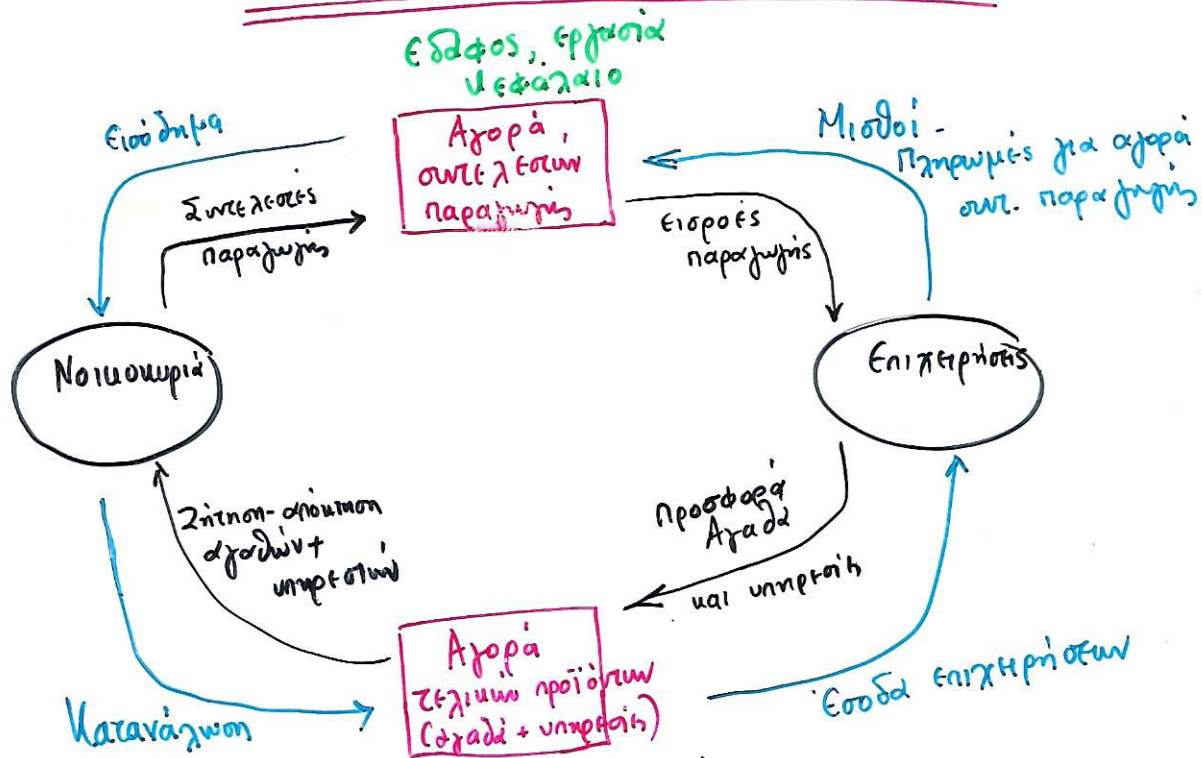 Εδαφος, εργασία
κεφάλαιο
Αγορά
συντελεστών
παραγωγής
Εισόδημα
Συντελεστές
παραγωγής
Μισθοί -
Πληρωμές για αγορά
συντ. παραγωγής
εισροές
παραγωγής
Νοικοκυριά
Επιχειρήσεις
Ζήτηση-απόκτηση
αγαθών+
υπηρεσιών
Προσφορά
Αγαθά
και υπηρεσίες
Αγορά
τελικών προϊόντων
(αγαθά + υπηρεσίες)
Κατανάλωση
Έσοδα επιχειρήσεων